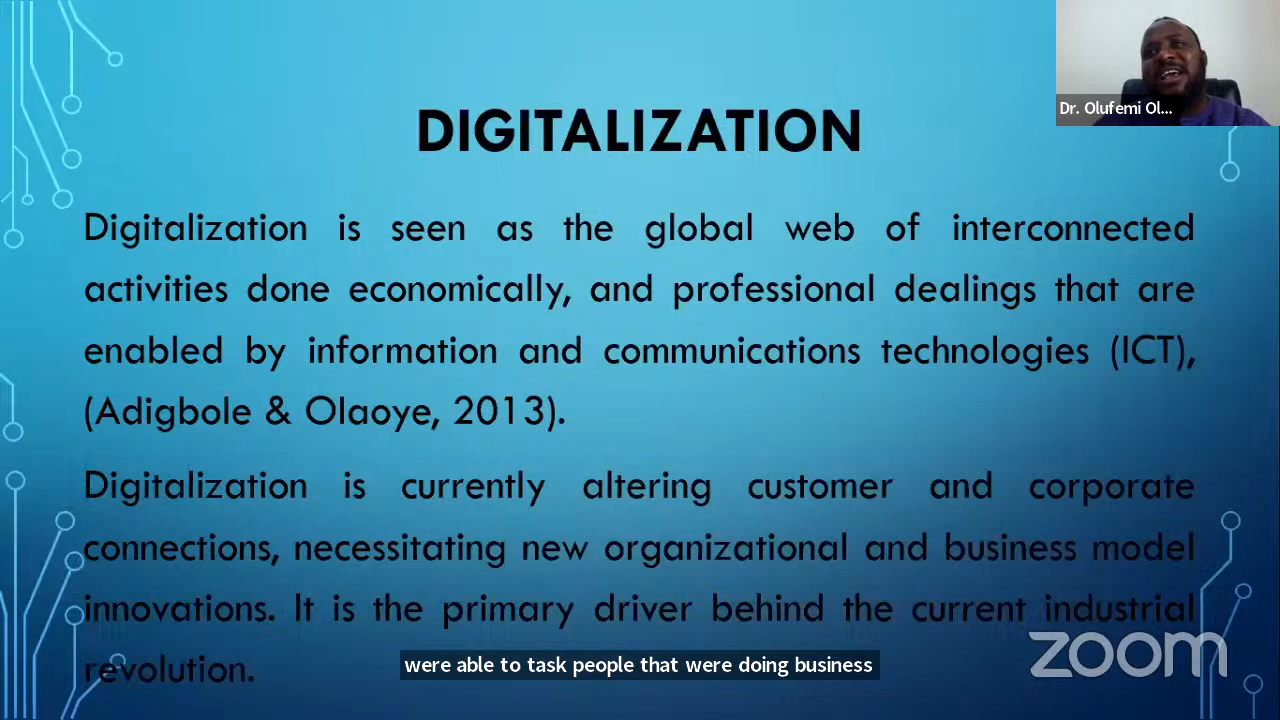 Dr. Olufemi Ol...
DIGITALIZATION
Digitalization is seen as the global web of interconnected
activities done economically, and professional dealings that are
enabled by information and communications technologies (ICT),
(Adigbole & Olaoye, 2013).
Digitalization is currently altering customer and corporate
connections, necessitating new organizational and business model
innovations. It is the primary driver behind the current industrial
revolution.
were able to task people that were doing business
zoom